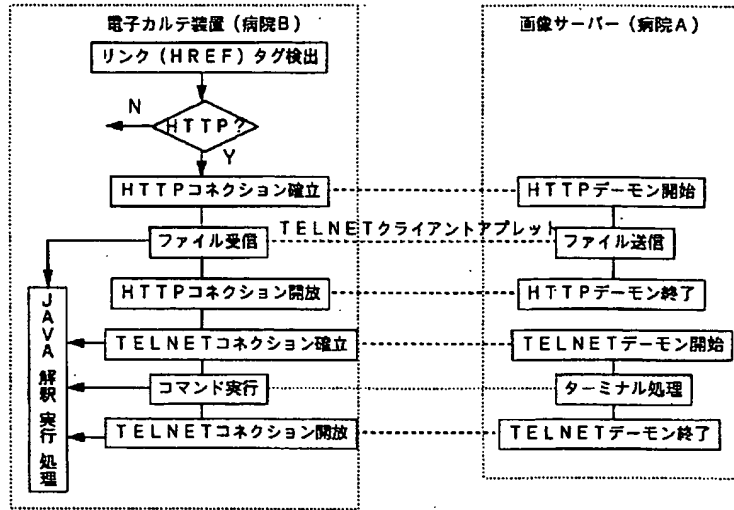 電子カルテ装置（病院B）
リンク（HREF）タグ検出
N
HTTP？
Y
HTTPコネクション確立
ファイル受信
HTTPコネクション開放
TELNETコネクション確立
コマンド実行
TELNETコネクション開放
JAVA 解釈 実行 処理
TELNETクライアントアプレット
画像サーバー（病院A）
HTTPデーモン開始
ファイル送信
HTTPデーモン終了
TELNETデーモン開始
ターミナル処理
TELNETデーモン終了